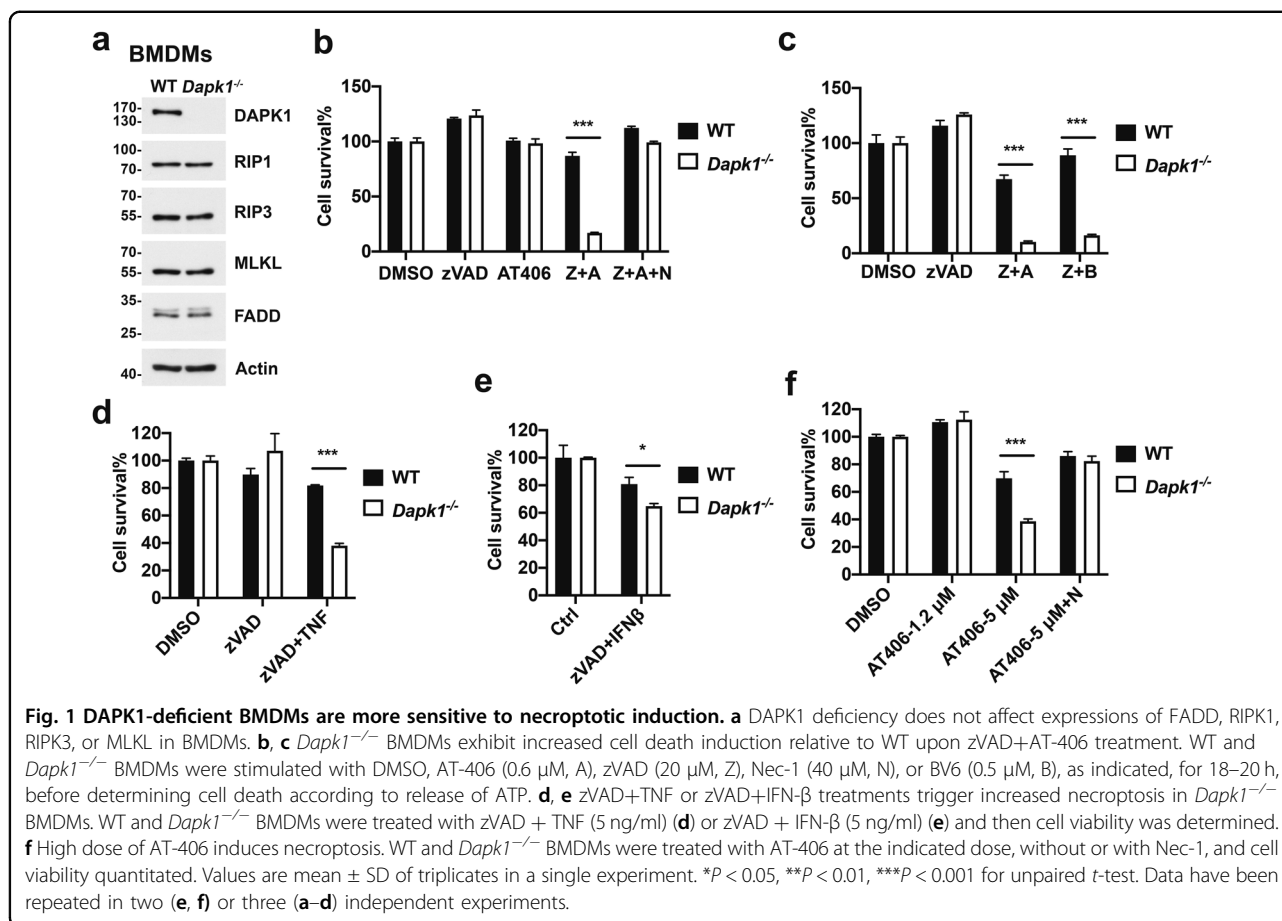 a
BMDMs
WT Dapk1-/-
170-
130-
DAPK1
100-
70-
RIP1
70-
55-
RIP3
70-
55-
MLKL
35-
25-
FADD
40-
Actin
b
Cell survival%
150
100
50
0
***
DMSO zVAD AT406 Z+A Z+A+N
WT
Dapk1-/-
c
Cell survival%
150
100
50
0
***
***
DMSO zVAD Z+A Z+B
WT
Dapk1-/-
d
Cell survival%
120
100
80
60
40
20
0
***
DMSO
zVAD
zVAD+TNF
WT
Dapk1-/-
e
Cell survival%
120
100
80
60
40
20
0
*
Ctrl
zVAD+IFNβ
WT
Dapk1-/-
f
Cell survival%
120
100
80
60
40
20
0
***
DMSO
AT406-1.2 μM
AT406-5 μM
AT406-5 μM+N
WT
Dapk1-/-
Fig. 1 DAPK1-deficient BMDMs are more sensitive to necroptotic induction. a DAPK1 deficiency does not affect expressions of FADD, RIPK1,
RIPK3, or MLKL in BMDMs. b, c Dapk1−/− BMDMs exhibit increased cell death induction relative to WT upon zVAD+AT-406 treatment. WT and
Dapk1−/− BMDMs were stimulated with DMSO, AT-406 (0.6 μM, A), zVAD (20 μM, Z), Nec-1 (40 μM, N), or BV6 (0.5 μM, B), as indicated, for 18–20 h,
before determining cell death according to release of ATP. d, e zVAD+TNF or zVAD+IFN-β treatments trigger increased necroptosis in Dapk1−/−
BMDMs. WT and Dapk1−/− BMDMs were treated with zVAD + TNF (5 ng/ml) (d) or zVAD + IFN-β (5 ng/ml) (e) and then cell viability was determined.
f High dose of AT-406 induces necroptosis. WT and Dapk1−/− BMDMs were treated with AT-406 at the indicated dose, without or with Nec-1, and cell
viability quantitated. Values are mean ± SD of triplicates in a single experiment. *P < 0.05, **P < 0.01, ***P < 0.001 for unpaired t-test. Data have been
repeated in two (e, f) or three (a–d) independent experiments.